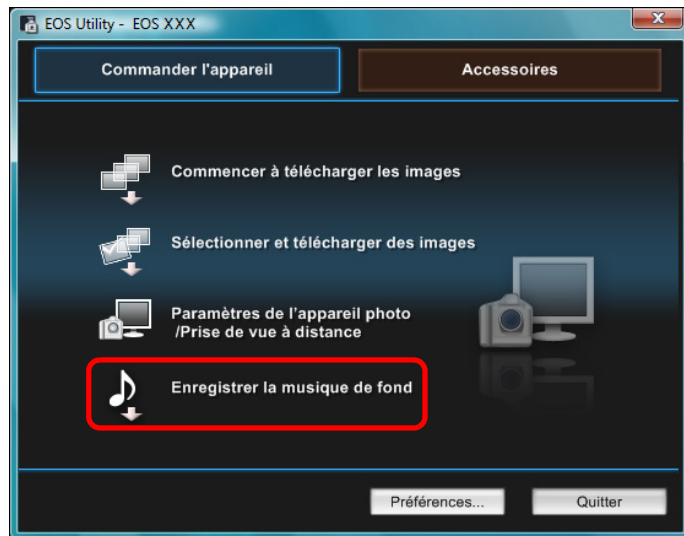 EOS Utility - EOS XXX
Commander l'appareil
Accessoires
Commencer à télécharger les images
Sélectionner et télécharger des images
Paramètres de l'appareil photo
/Prise de vue à distance
Enregistrer la musique de fond
Préférences...
Quitter